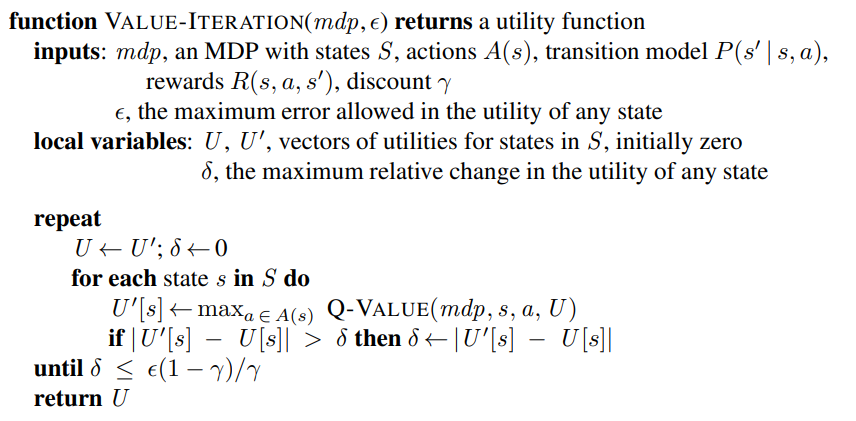 function VALUE-ITERATION(mdp, ϵ) returns a utility function
inputs: mdp, an MDP with states S, actions A(s), transition model P(s′ | s, a),
rewards R(s, a, s′), discount γ
ϵ, the maximum error allowed in the utility of any state
local variables: U, U′, vectors of utilities for states in S, initially zero
δ, the maximum relative change in the utility of any state
repeat
U ← U′; δ ← 0
for each state s in S do
U′[s] ← max a ∈ A(s) Q-VALUE(mdp, s, a, U)
if |U′[s] − U[s]| > δ then δ ← |U′[s] − U[s]|
until δ ≤ ϵ(1 − γ)/γ
return U